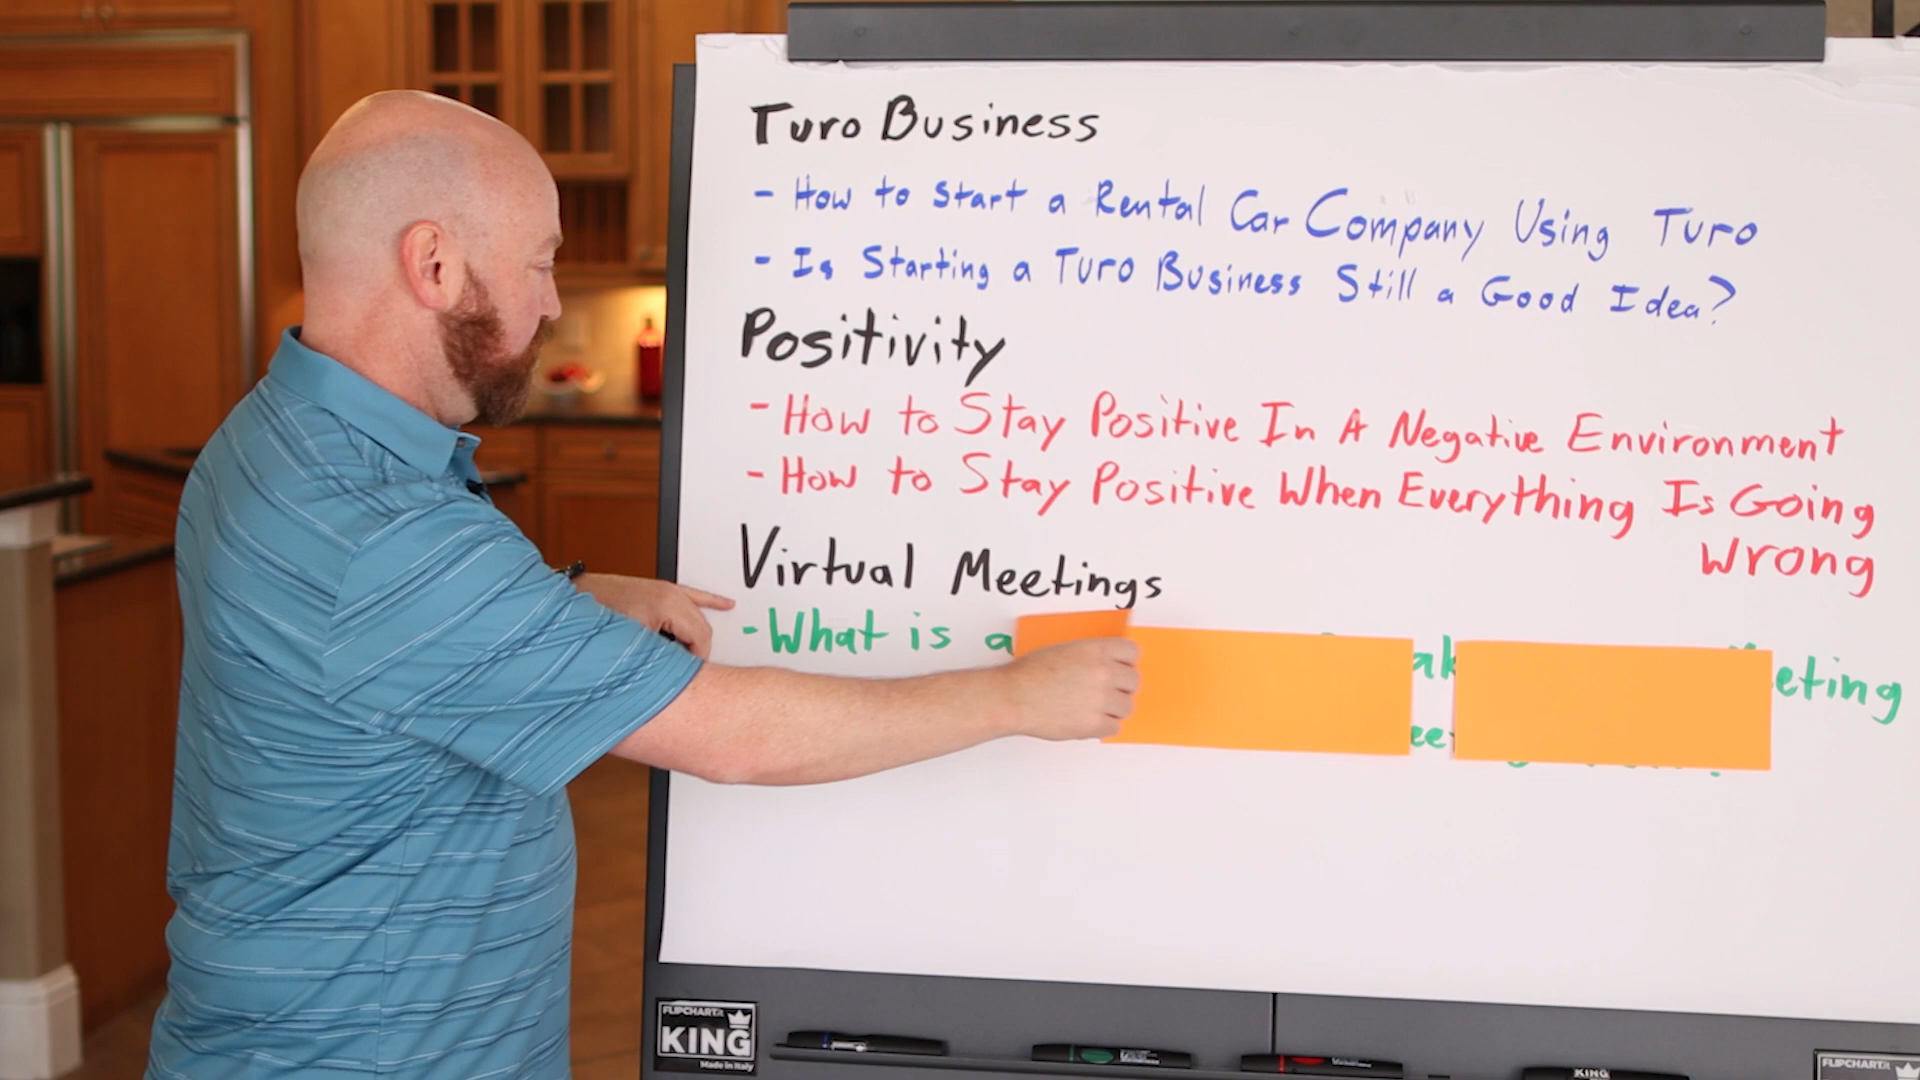 Turo Business
- How to Start a Rental Car Company Using Turo
- Is Starting a Turo Business Still a Good Idea?
Positivity
- How to Stay Positive In A Negative Environment
- How to Stay Positive When Everything Is Going
Wrong
Virtual Meetings
- What is a
FLIPCHART
KING
Made in Italy
KING
FLIPCHART